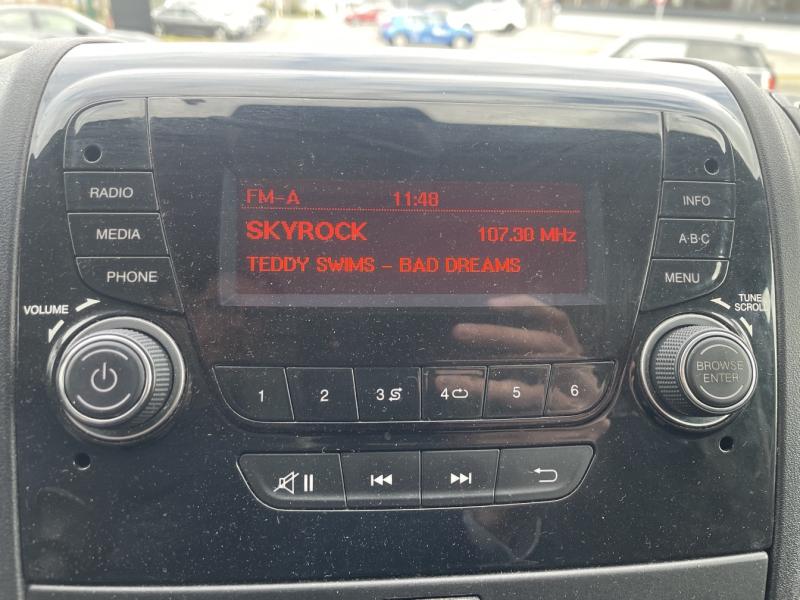 FM-A 11:48
SKYROCK 107.30 MHz
TEDDY SWIMS - BAD DREAMS
RADIO
MEDIA
PHONE
INFO
A·B·C
MENU
VOLUME
TUNE
SCROLL
BROWSE
ENTER
1 2 3 4 5 6